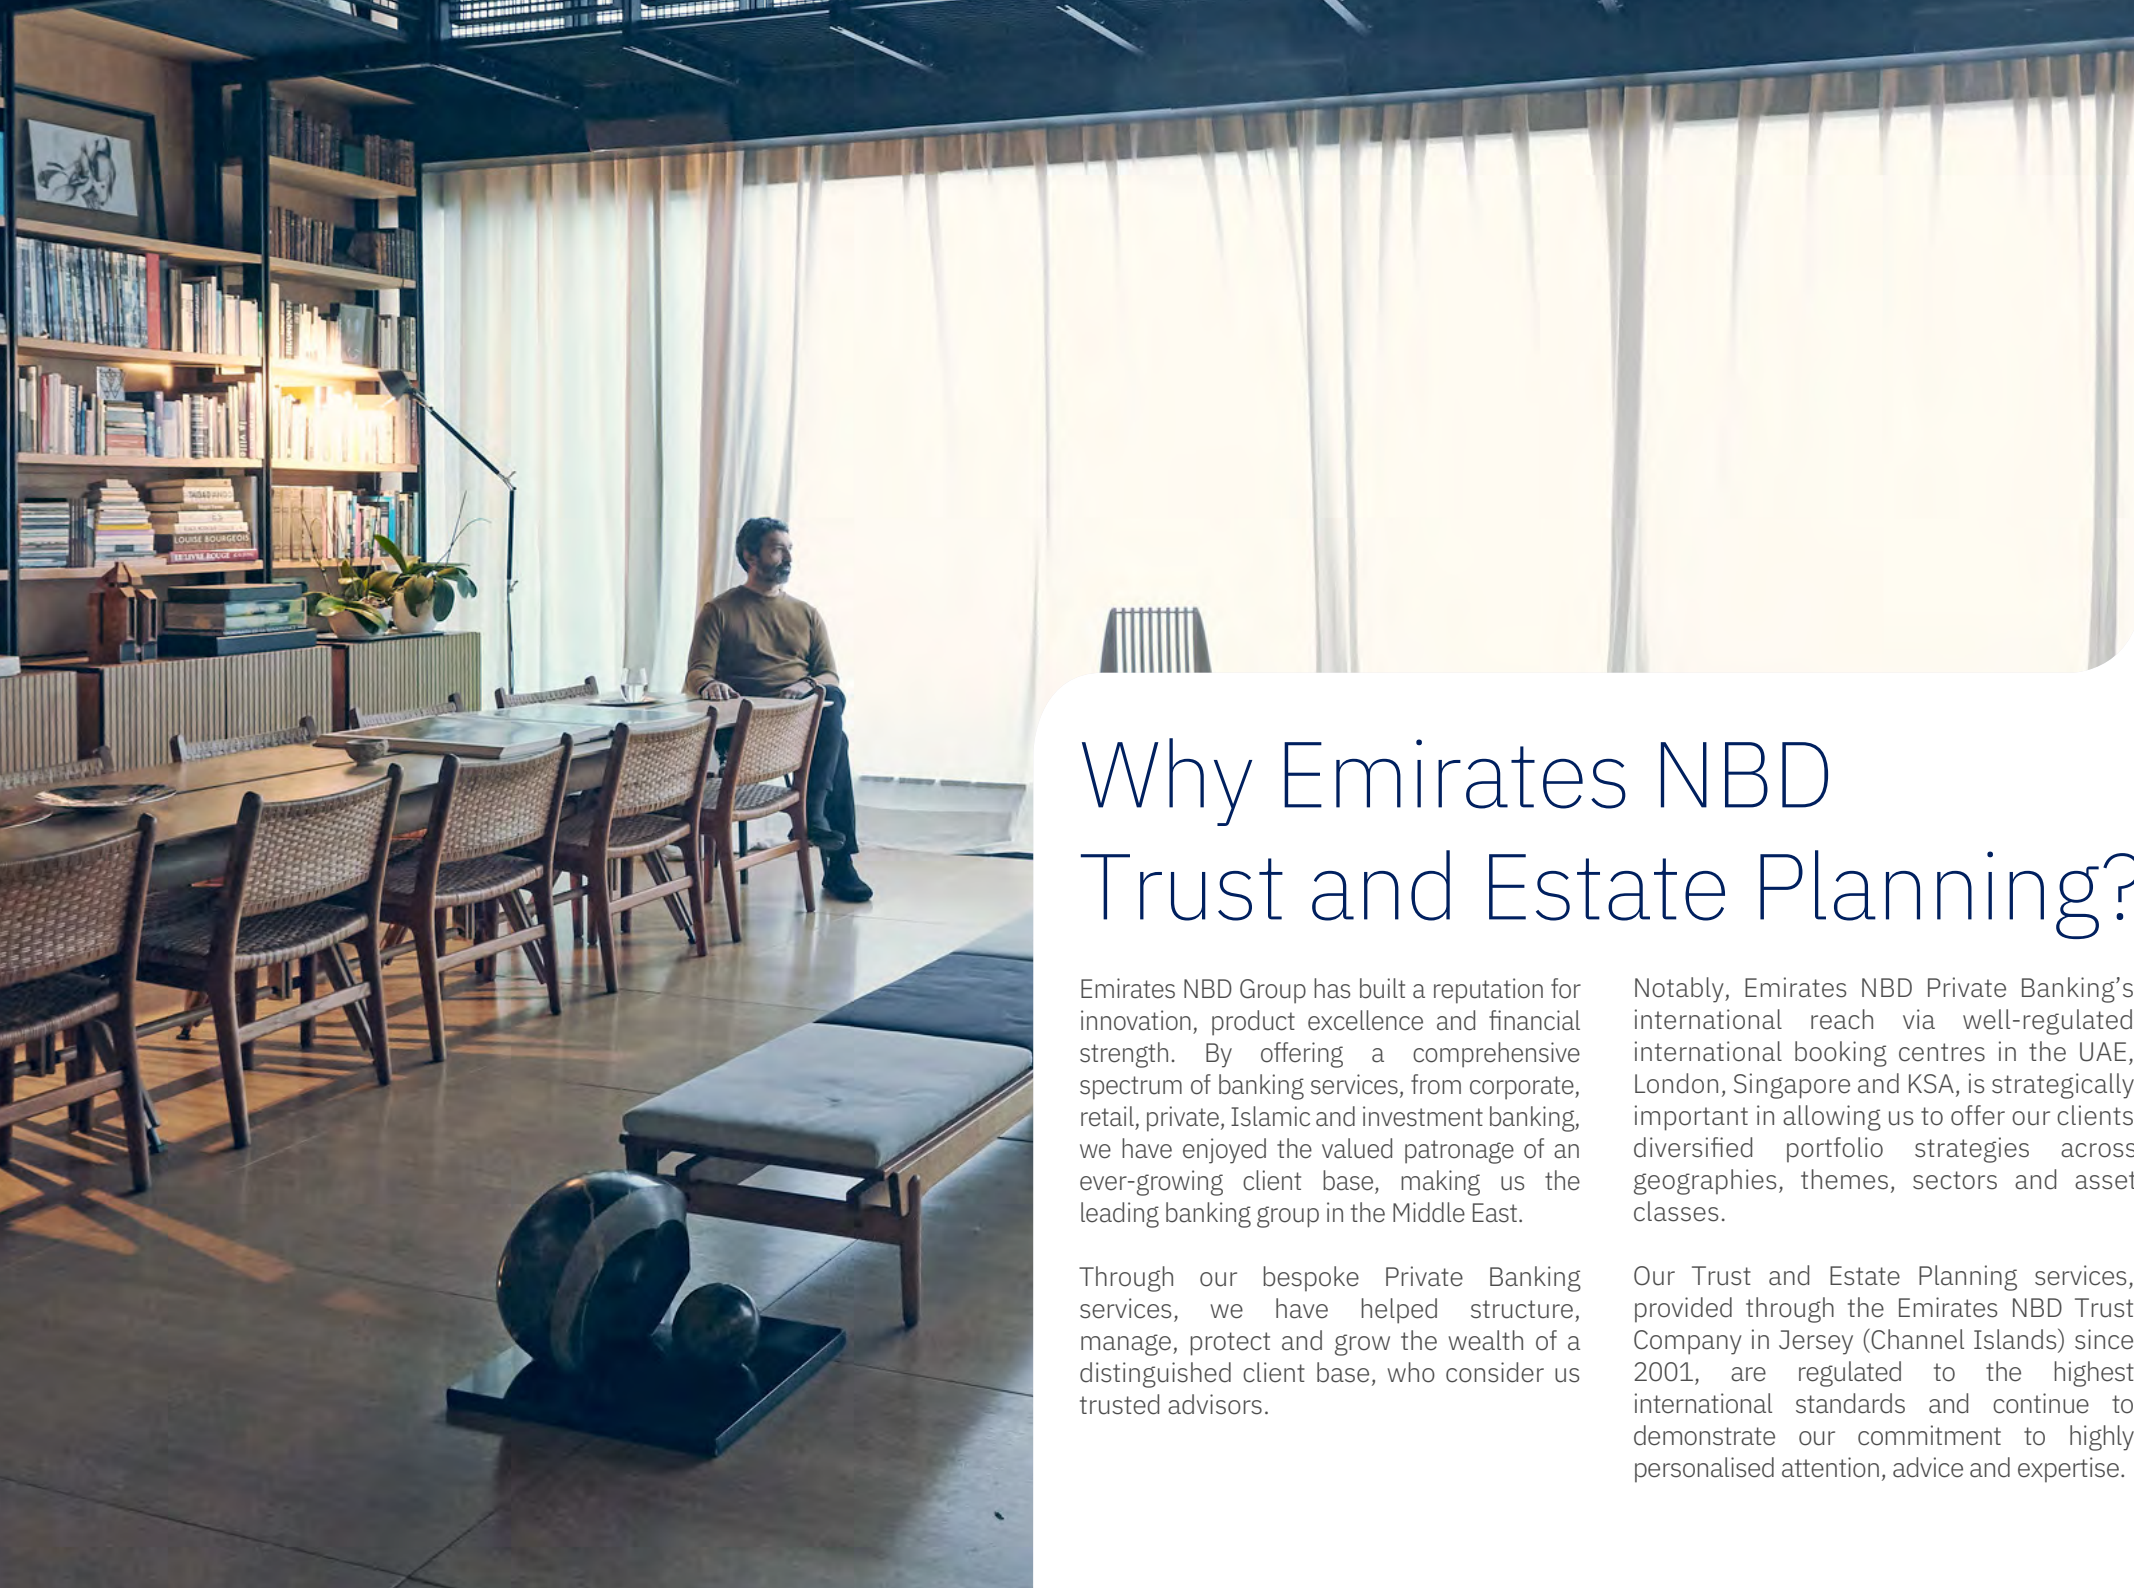 TADAO ANDO
LOUISE BOURGEOIS
LE LIVRE ROUGE
Why Emirates NBD
Trust and Estate Planning?
Emirates NBD Group has built a reputation for
innovation, product excellence and financial
strength. By offering a comprehensive
spectrum of banking services, from corporate,
retail, private, Islamic and investment banking,
we have enjoyed the valued patronage of an
ever-growing client base, making us the
leading banking group in the Middle East.
Through our bespoke Private Banking
services, we have helped structure,
manage, protect and grow the wealth of a
distinguished client base, who consider us
trusted advisors.
Notably, Emirates NBD Private Banking’s
international reach via well-regulated
international booking centres in the UAE,
London, Singapore and KSA, is strategically
important in allowing us to offer our clients
diversified portfolio strategies across
geographies, themes, sectors and asset
classes.
Our Trust and Estate Planning services,
provided through the Emirates NBD Trust
Company in Jersey (Channel Islands) since
2001, are regulated to the highest
international standards and continue to
demonstrate our commitment to highly
personalised attention, advice and expertise.